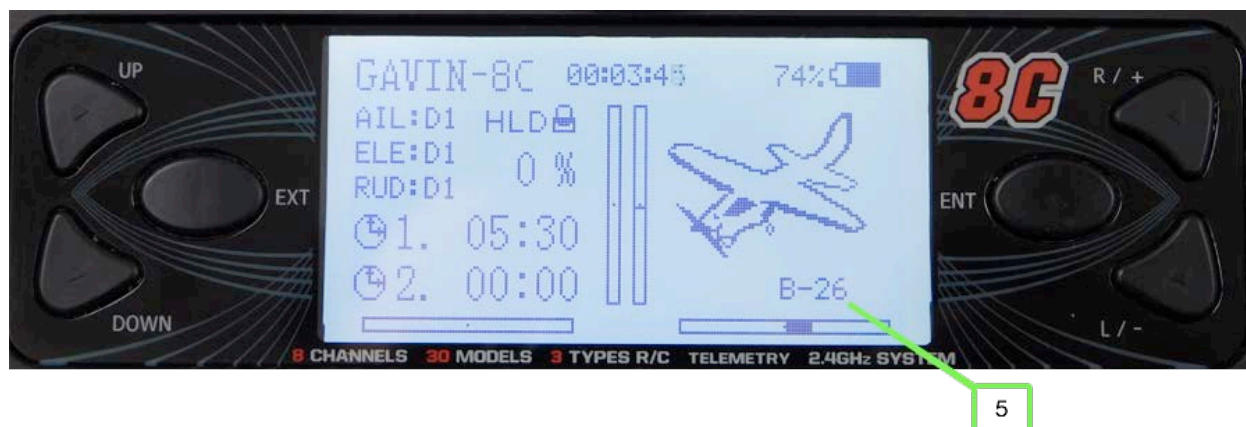 UP
8C
R / +
GAVIN-8C 00:03:45 74%
AIL:D1 HLD
ELE:D1
0 %
RUD:D1
EXT
ENT
1. 05:30
2. 00:00
B-26
DOWN
L / -
8 CHANNELS 30 MODELS 3 TYPES R/C TELEMETRY 2.4GHz SYSTEM
5